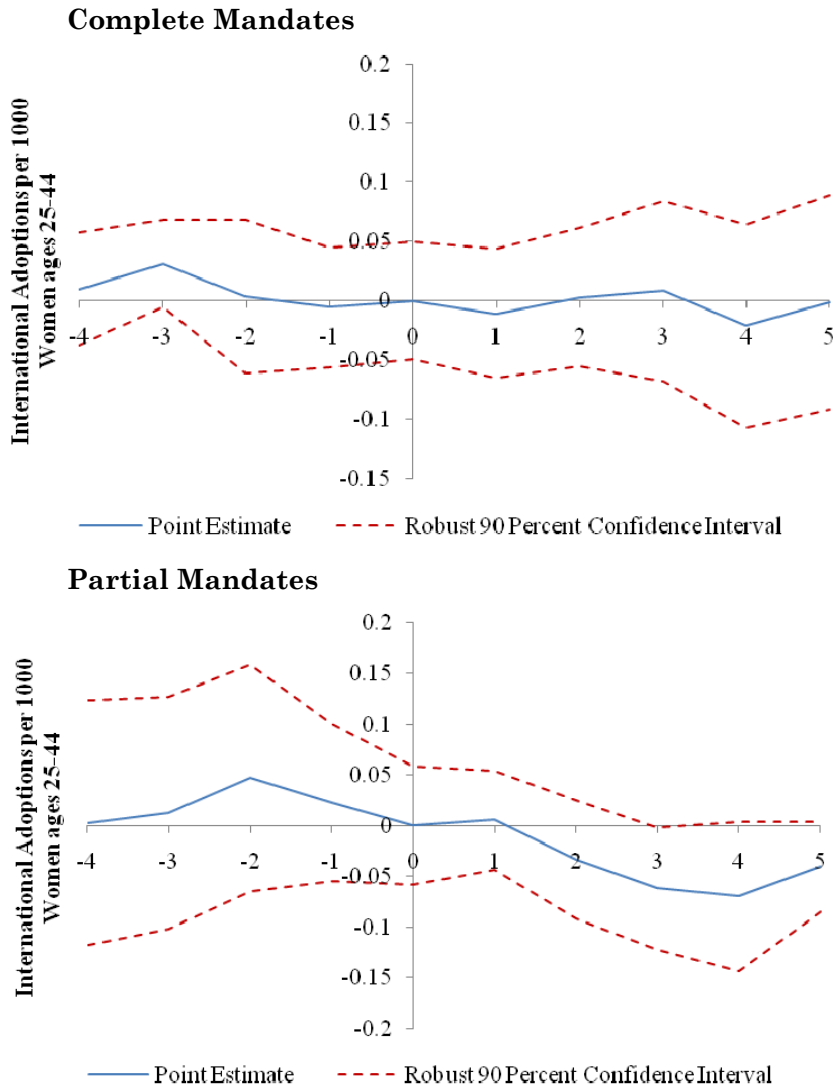 Complete Mandates
International Adoptions per 1000
Women ages 25-44
0.2
0.15
0.1
0.05
0
-4 -3 -2 -1 0 1 2 3 4 5
-0.05
-0.1
-0.15
Point Estimate Robust 90 Percent Confidence Interval
Partial Mandates
International Adoptions per 1000
Women ages 25-44
0.2
0.15
0.1
0.05
0
-4 -3 -2 -1 0 1 2 3 4 5
-0.05
-0.1
-0.15
-0.2
Point Estimate Robust 90 Percent Confidence Interval